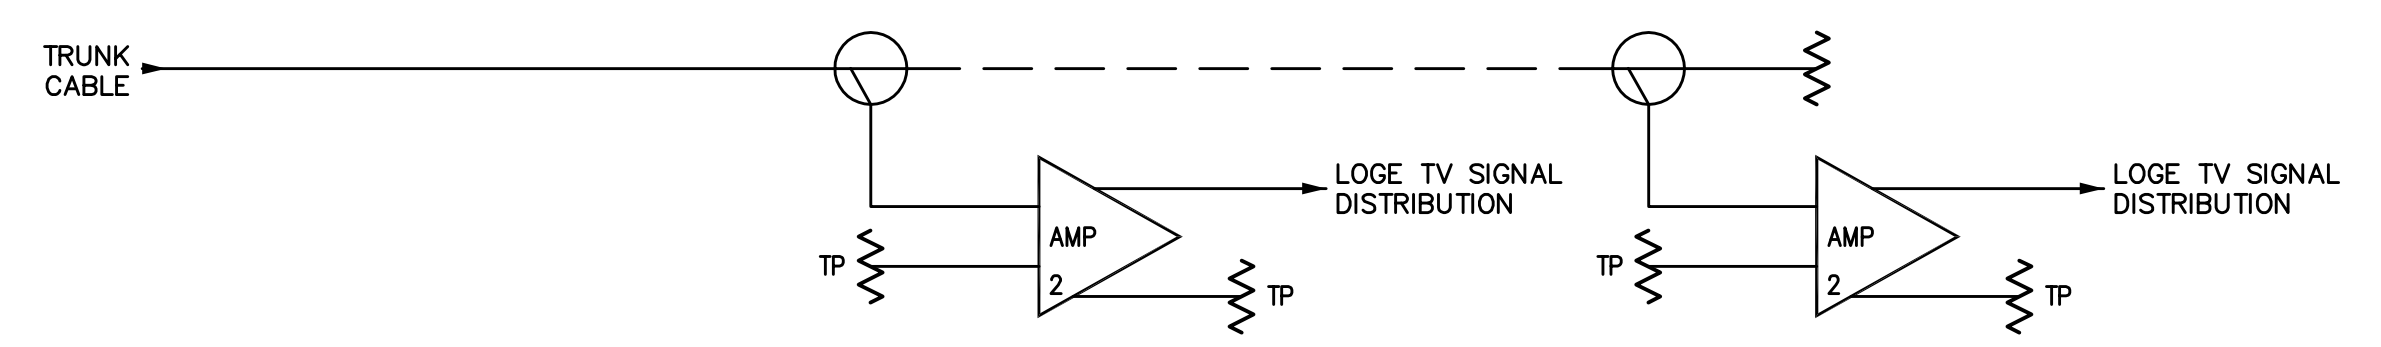 TRUNK
CABLE
LOGE TV SIGNAL
DISTRIBUTION
AMP
2
TP
TP
LOGE TV SIGNAL
DISTRIBUTION
AMP
2
TP
TP